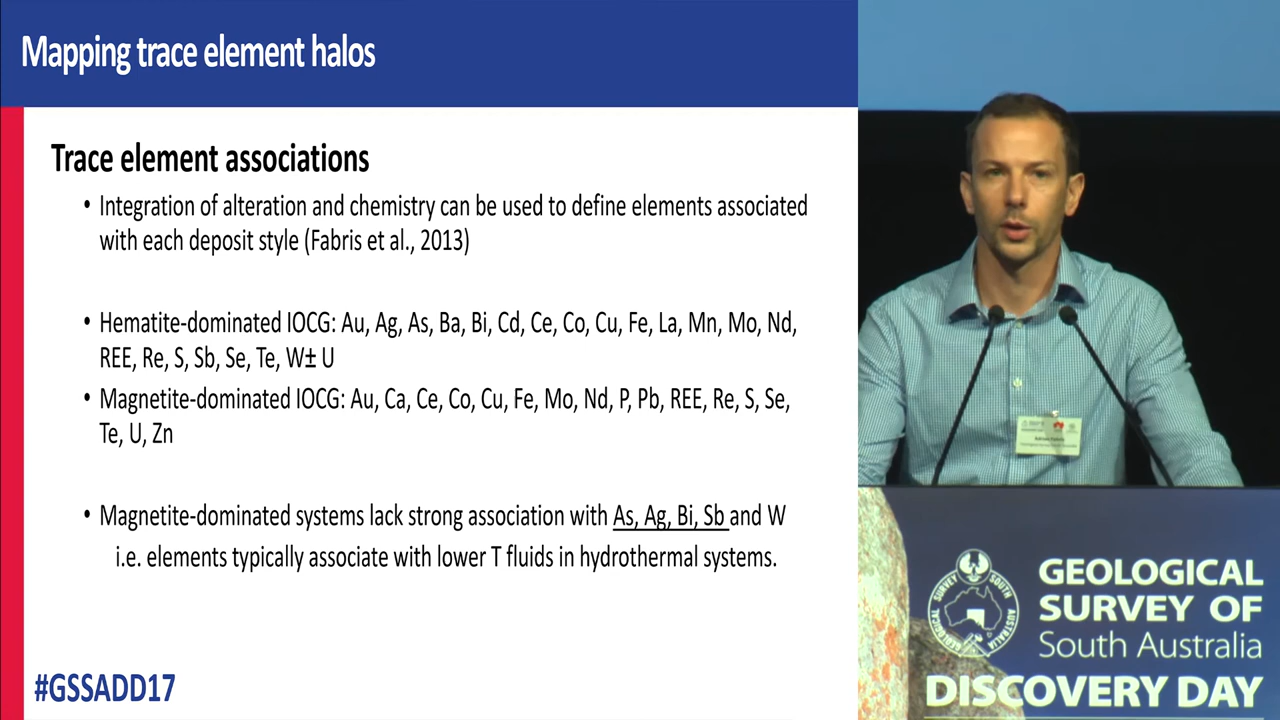 Mapping trace element halos
Trace element associations
• Integration of alteration and chemistry can be used to define elements associated
with each deposit style (Fabris et al., 2013)
• Hematite-dominated IOCG: Au, Ag, As, Ba, Bi, Cd, Ce, Co, Cu, Fe, La, Mn, Mo, Nd,
REE, Re, S, Sb, Se, Te, W± U
• Magnetite-dominated IOCG: Au, Ca, Ce, Co, Cu, Fe, Mo, Nd, P, Pb, REE, Re, S, Se,
Te, U, Zn
• Magnetite-dominated systems lack strong association with As, Ag, Bi, Sb and W
i.e. elements typically associate with lower T fluids in hydrothermal systems.
#GSSADD17
GEOLOGICAL SURVEY SOUTH AUSTRALIA
GEOLOGICAL
SURVEY OF
South Australia
DISCOVERY DAY